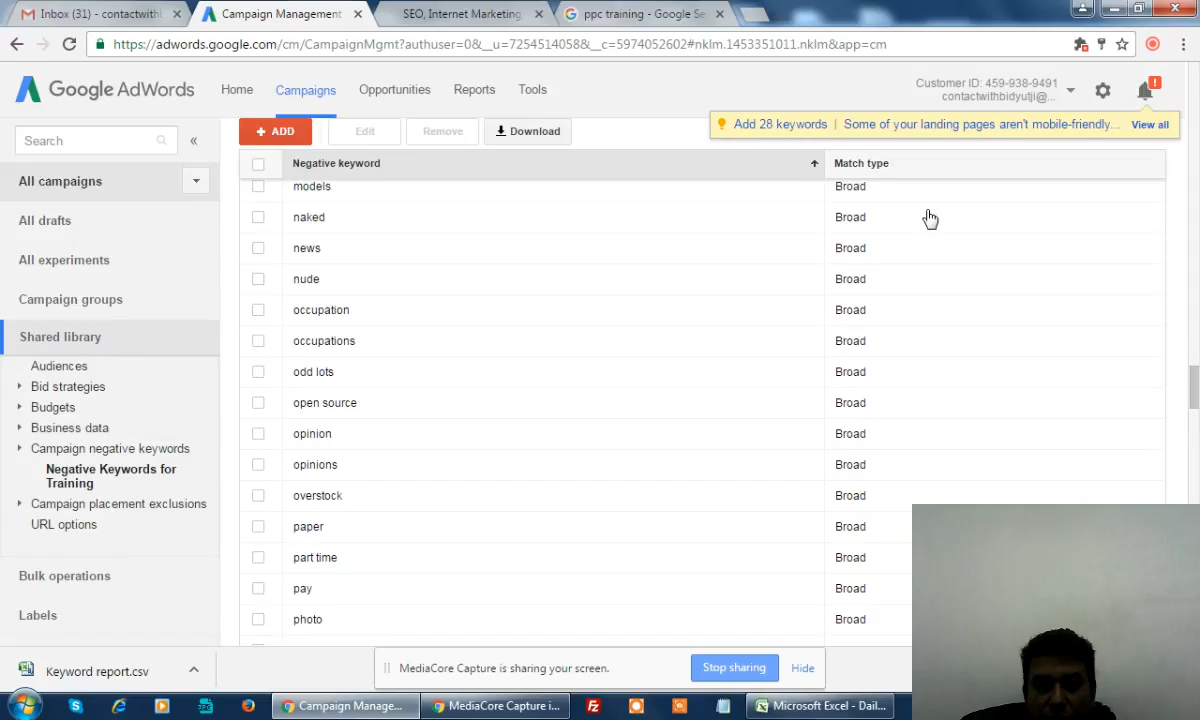 Inbox (31) - contactwithl
Campaign Management
SEO, Internet Marketing
ppc training - Google Se
https://adwords.google.com/cm/CampaignMgmt?authuser=0&__u=7254514058&__c=5974052602#nklm.1453351011.nklm&app=cm
Google AdWords
Home
Campaigns
Opportunities
Reports
Tools
Customer ID: 459-938-9491
contactwithbidyutji@...
Add 28 keywords | Some of your landing pages aren't mobile-friendly... View all
Search
«
+ ADD
Edit
Remove
Download
Negative keyword
Match type
All campaigns
All drafts
All experiments
Campaign groups
Shared library
Audiences
Bid strategies
Budgets
Business data
Campaign negative keywords
Negative Keywords for
Training
Campaign placement exclusions
URL options
Bulk operations
Labels
models Broad
naked Broad
news Broad
nude Broad
occupation Broad
occupations Broad
odd lots Broad
open source Broad
opinion Broad
opinions Broad
overstock Broad
paper Broad
part time Broad
pay Broad
photo Broad
Keyword report.csv
MediaCore Capture is sharing your screen.
Stop sharing
Hide
Campaign Manage...
MediaCore Capture i...
Microsoft Excel - Dail...